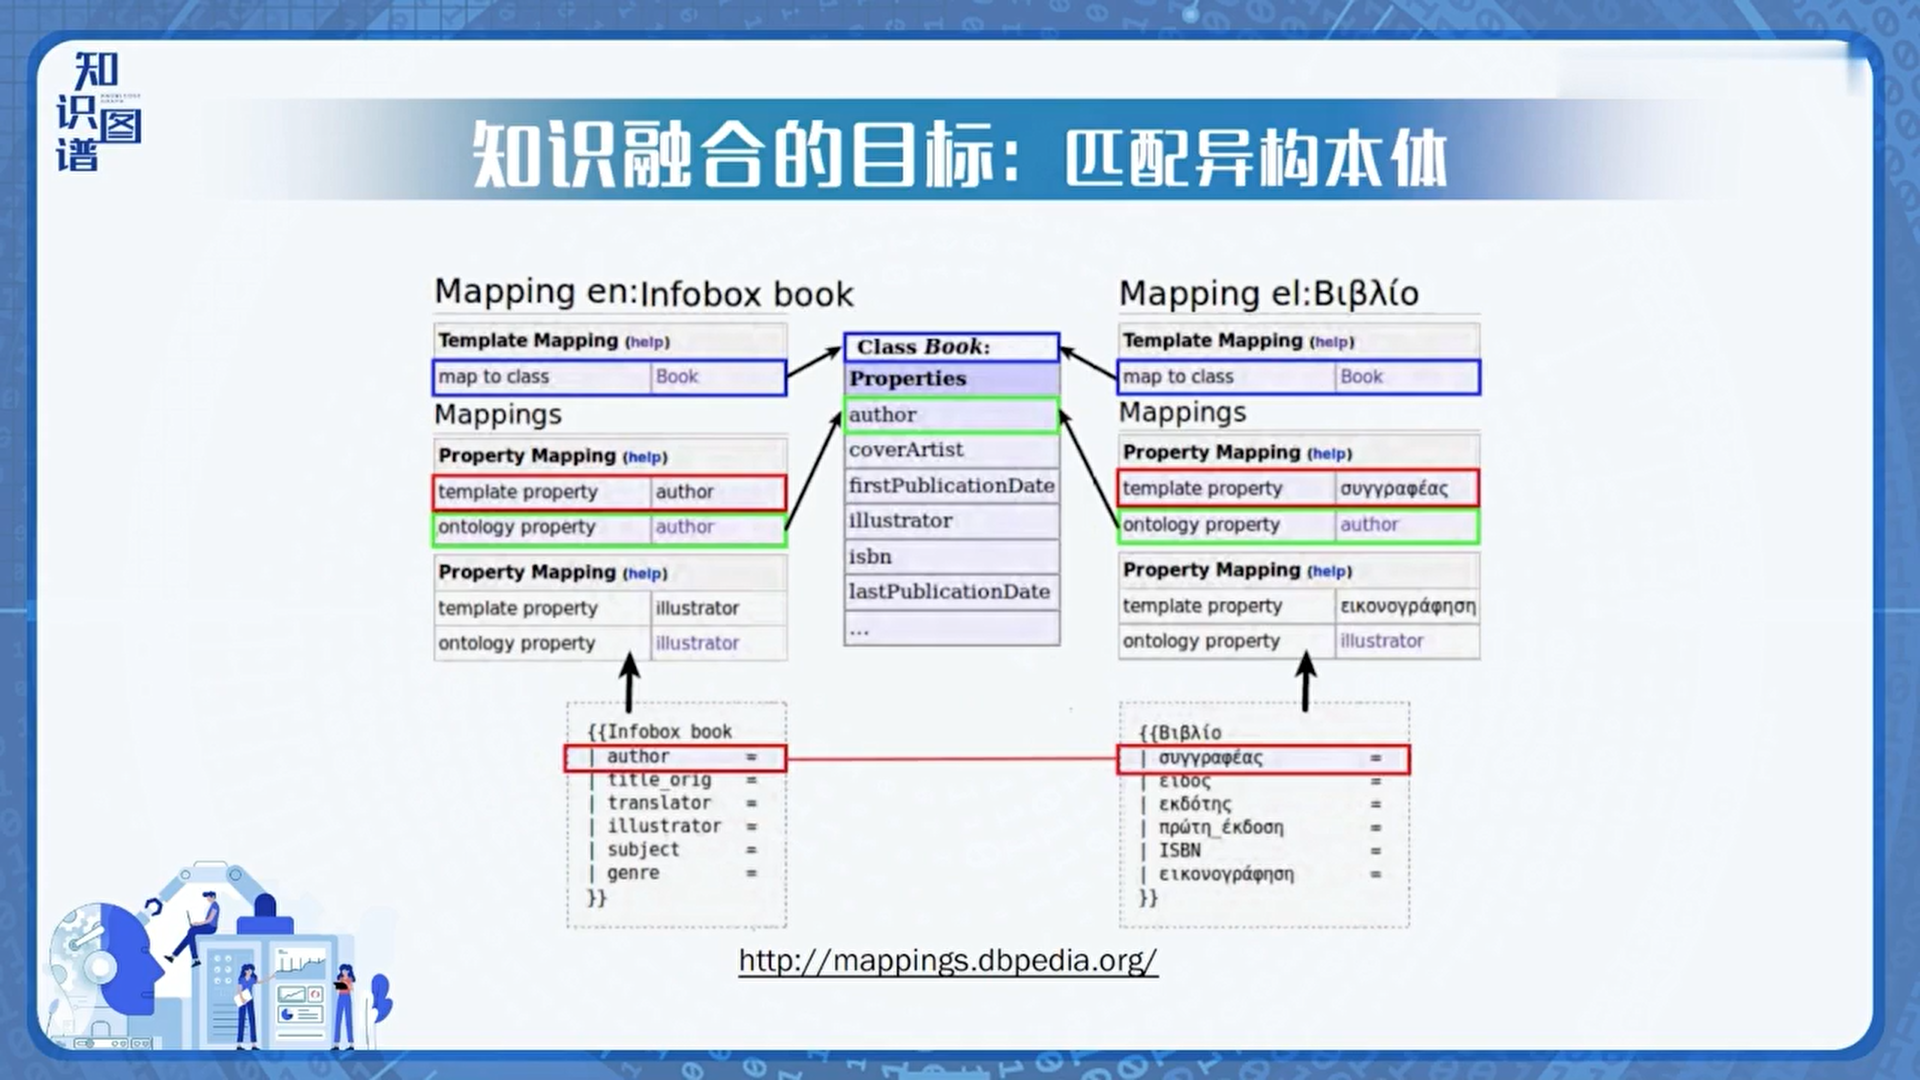 知识图谱
知识融合的目标：匹配异构本体
Mapping en:Infobox book
Template Mapping (help)
map to class Book
Mappings
Property Mapping (help)
template property author
ontology property author
Property Mapping (help)
template property illustrator
ontology property illustrator
{{Infobox book
| author =
| title_orig =
| translator =
| illustrator =
| subject =
| genre =
}}
Class Book:
Properties
author
coverArtist
firstPublicationDate
illustrator
isbn
lastPublicationDate
...
Mapping el:Βιβλίο
Template Mapping (help)
map to class Book
Mappings
Property Mapping (help)
template property συγγραφέας
ontology property author
Property Mapping (help)
template property εικονογράφηση
ontology property illustrator
{{Βιβλίο
| συγγραφέας =
| είδος =
| εκδότης =
| πρώτη_έκδοση =
| ISBN =
| εικονογράφηση =
}}
http://mappings.dbpedia.org/